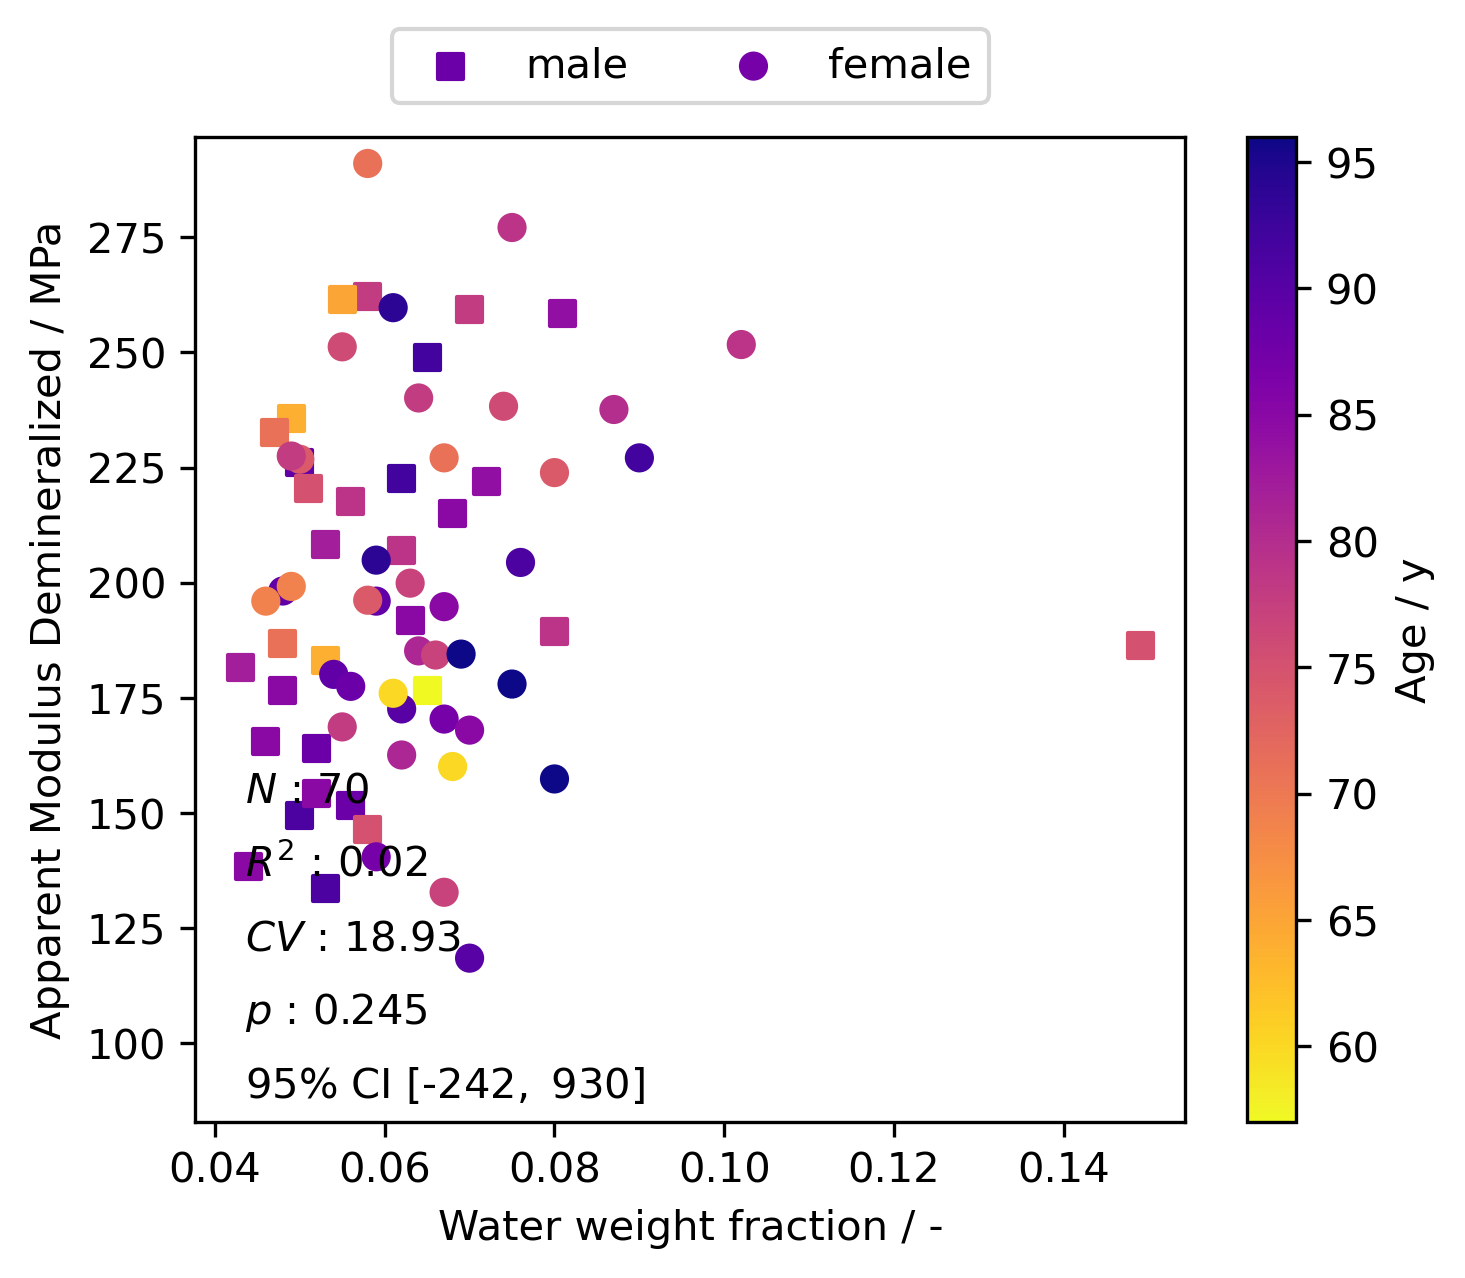 male female
275
250
225
200
175
150
125
100
Apparent Modulus Demineralized / MPa
N : 70
R² : 0.02
CV : 18.93
p : 0.245
95% CI [-242, 930]
0.04 0.06 0.08 0.10 0.12 0.14
Water weight fraction / -
95
90
85
80
75
70
65
60
Age / y